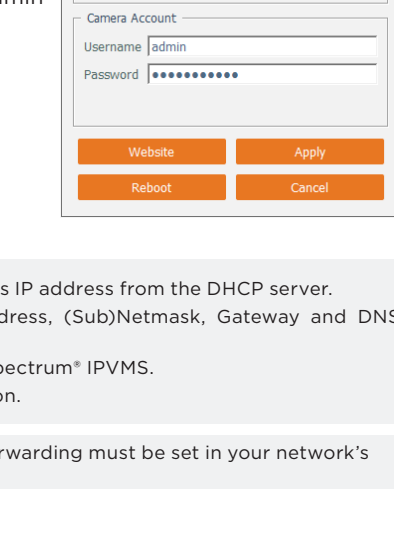 Camera Account
Username admin
Password
Website Apply
Reboot Cancel
s IP address from the DHCP server.
dress, (Sub)Netmask, Gateway and DNS
pectrum® IPVMS.
on.
rwarding must be set in your network's